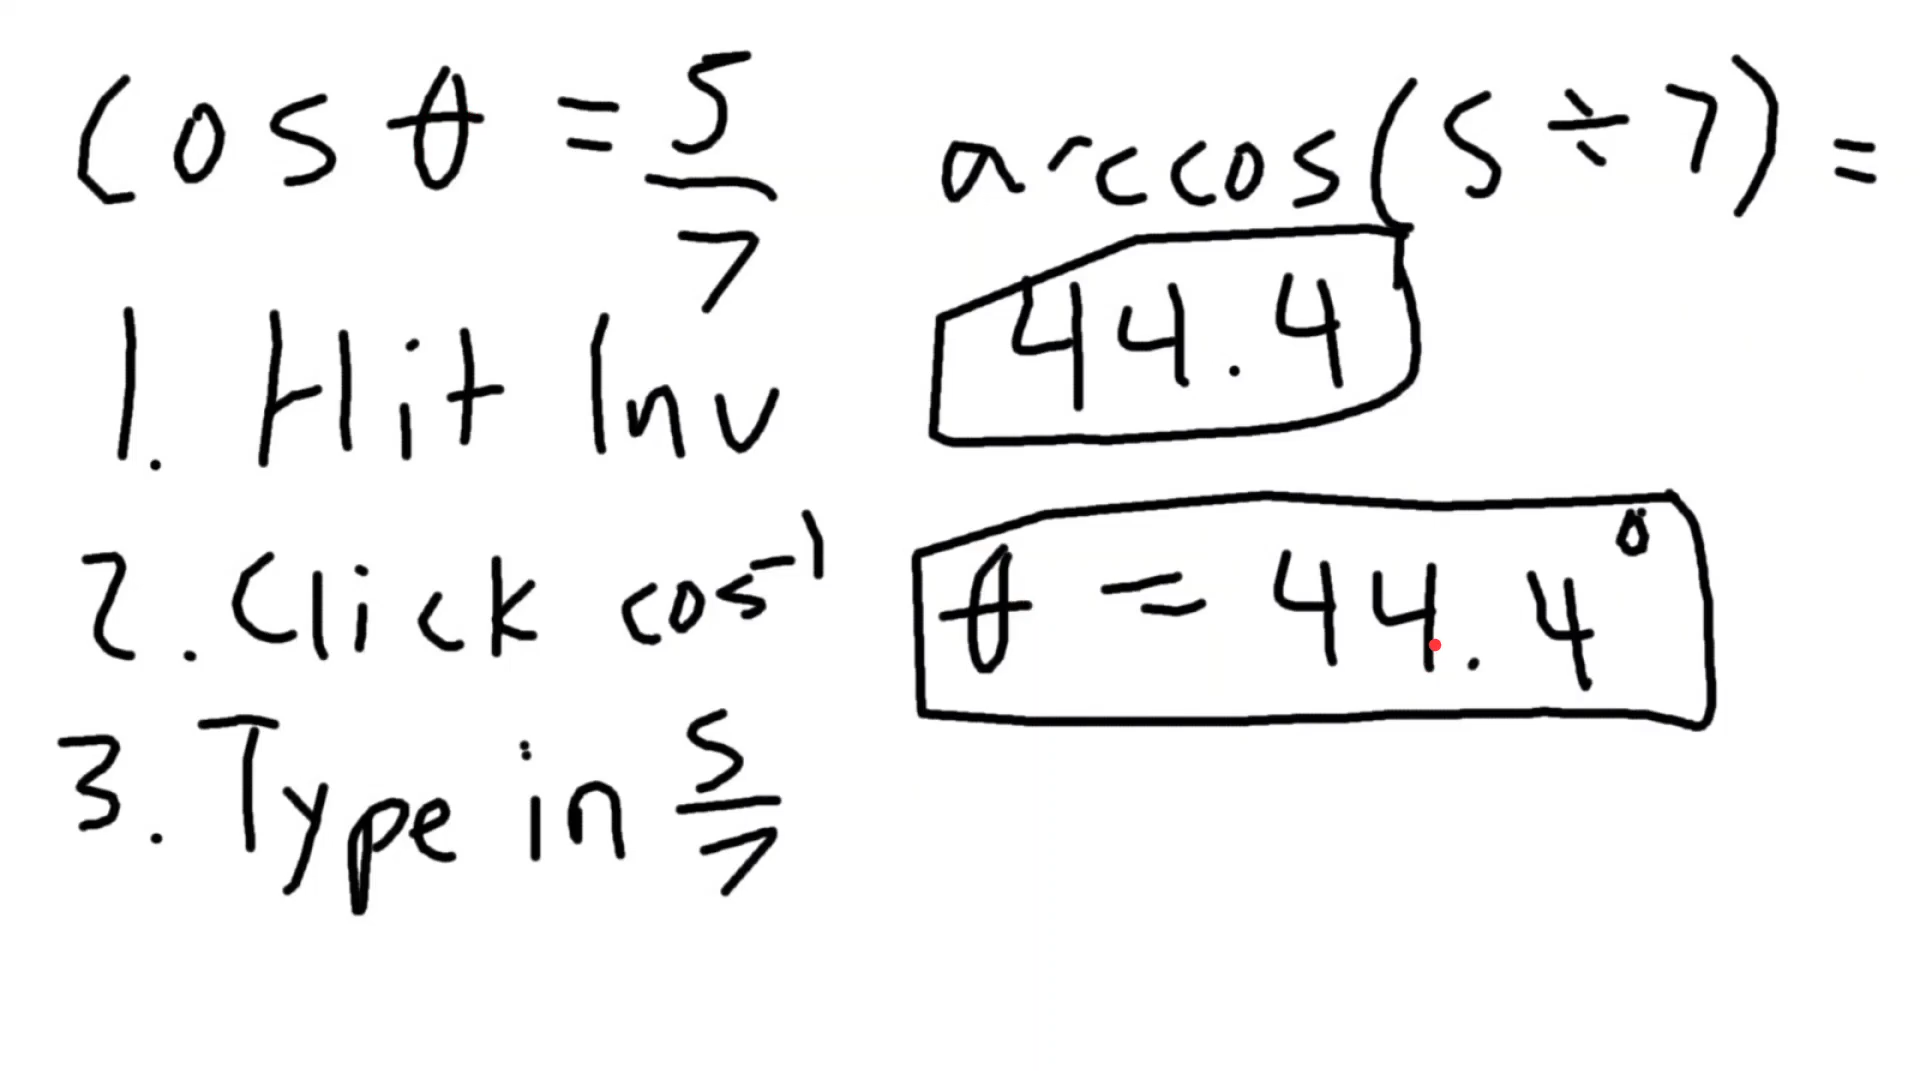 cos θ = 5/7
1. Hit Inv
2. Click cos⁻¹
3. Type in 5/7
arccos(5÷7) =
44.4
θ = 44.4°